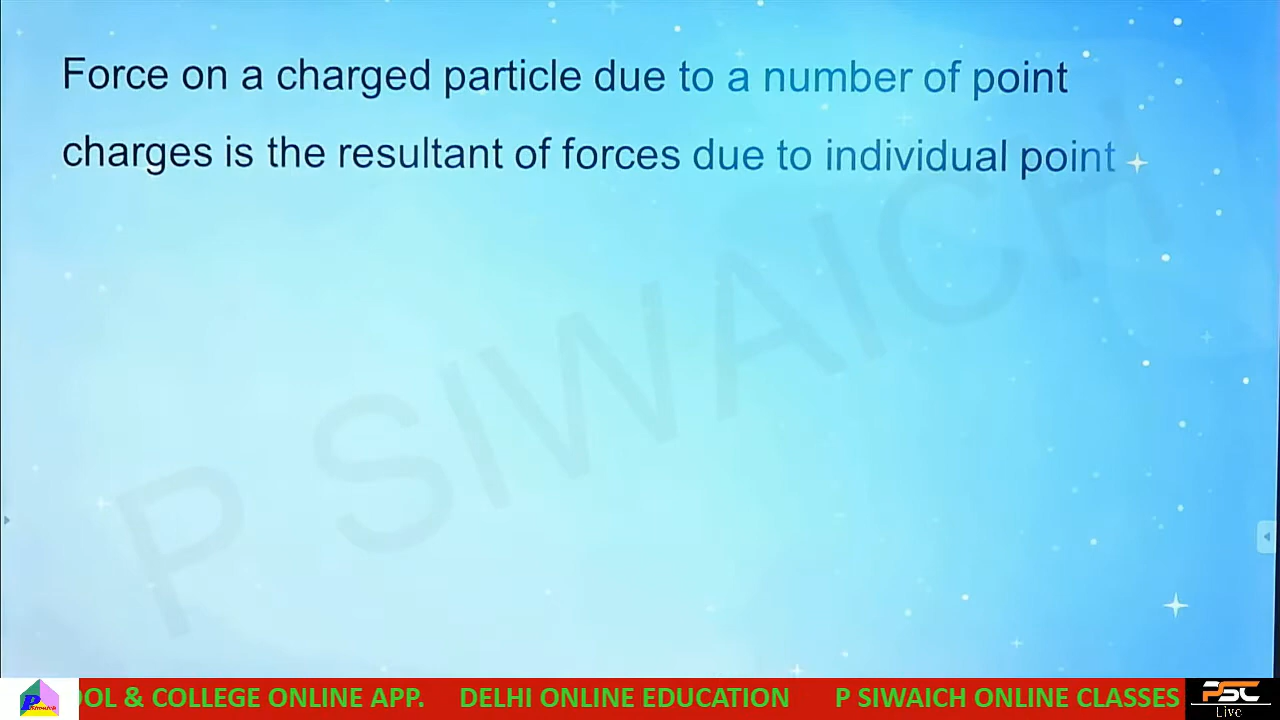 Force on a charged particle due to a number of point
charges is the resultant of forces due to individual point
P SIWAICH
OOL & COLLEGE ONLINE APP. DELHI ONLINE EDUCATION P SIWAICH ONLINE CLASSES
PSC
Live